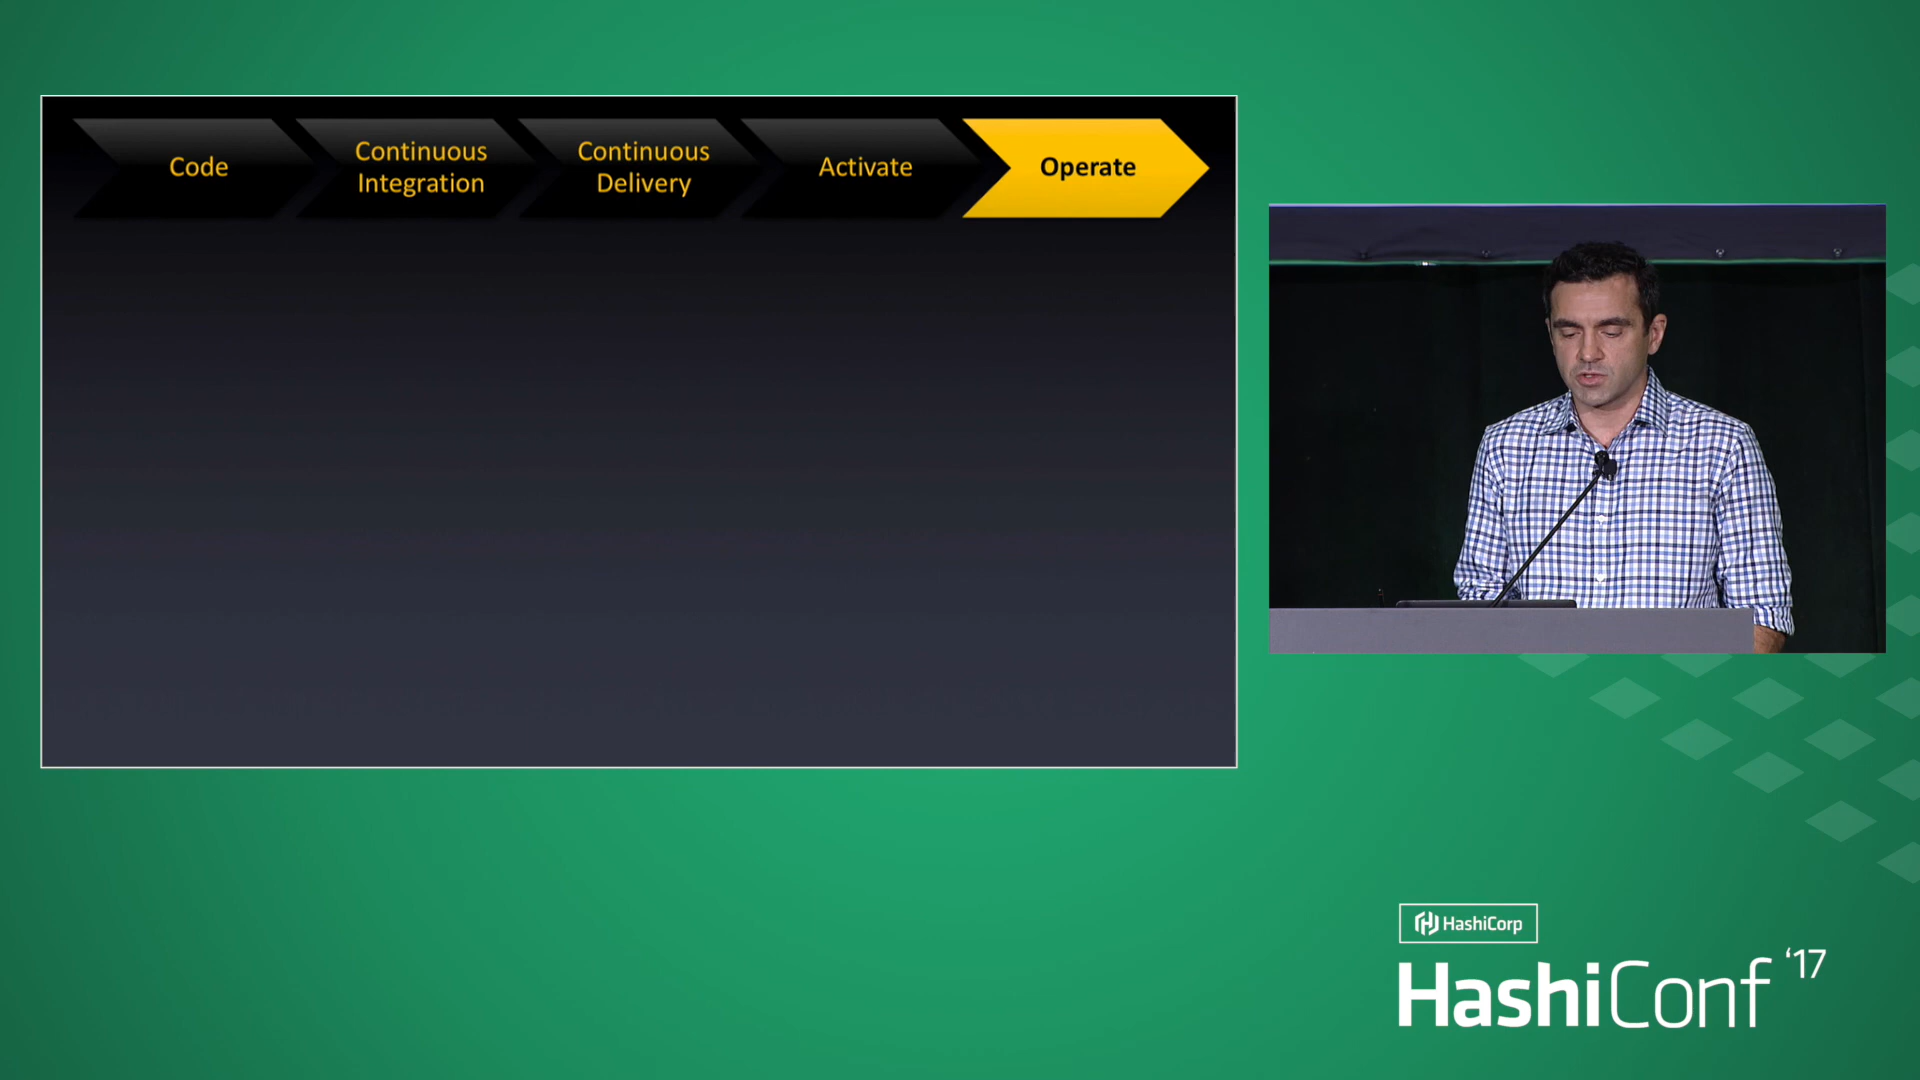 Code
Continuous
Integration
Continuous
Delivery
Activate
Operate
HashiCorp
HashiConf '17